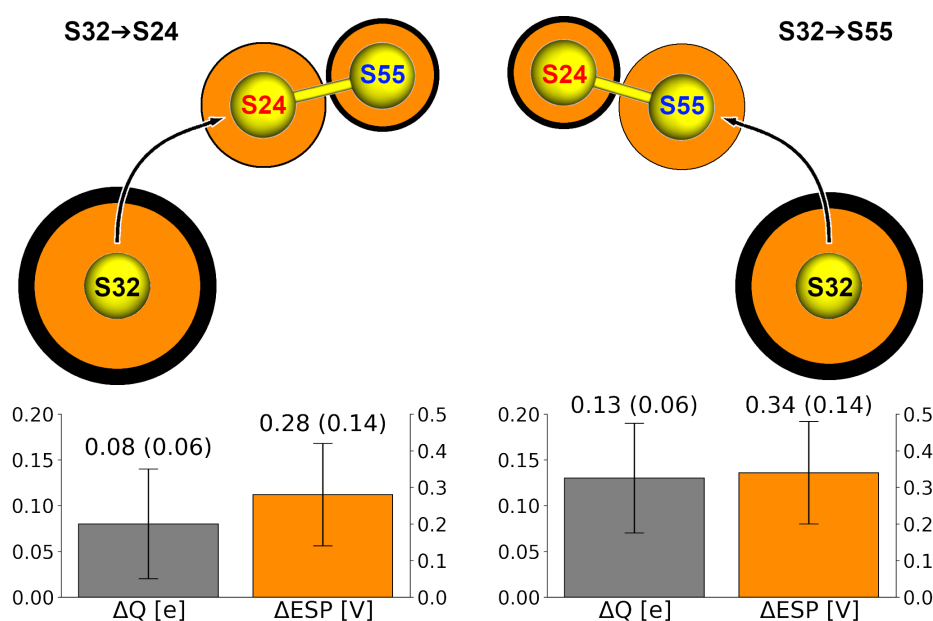 S32→S24
S32→S55
S24
S55
S24
S55
S32
S32
0.08 (0.06)
0.28 (0.14)
0.20
0.15
0.10
0.05
0.00
0.5
0.4
0.3
0.2
0.1
0.0
ΔQ [e]
ΔESP [V]
0.13 (0.06)
0.34 (0.14)
0.20
0.15
0.10
0.05
0.00
0.5
0.4
0.3
0.2
0.1
0.0
ΔQ [e]
ΔESP [V]